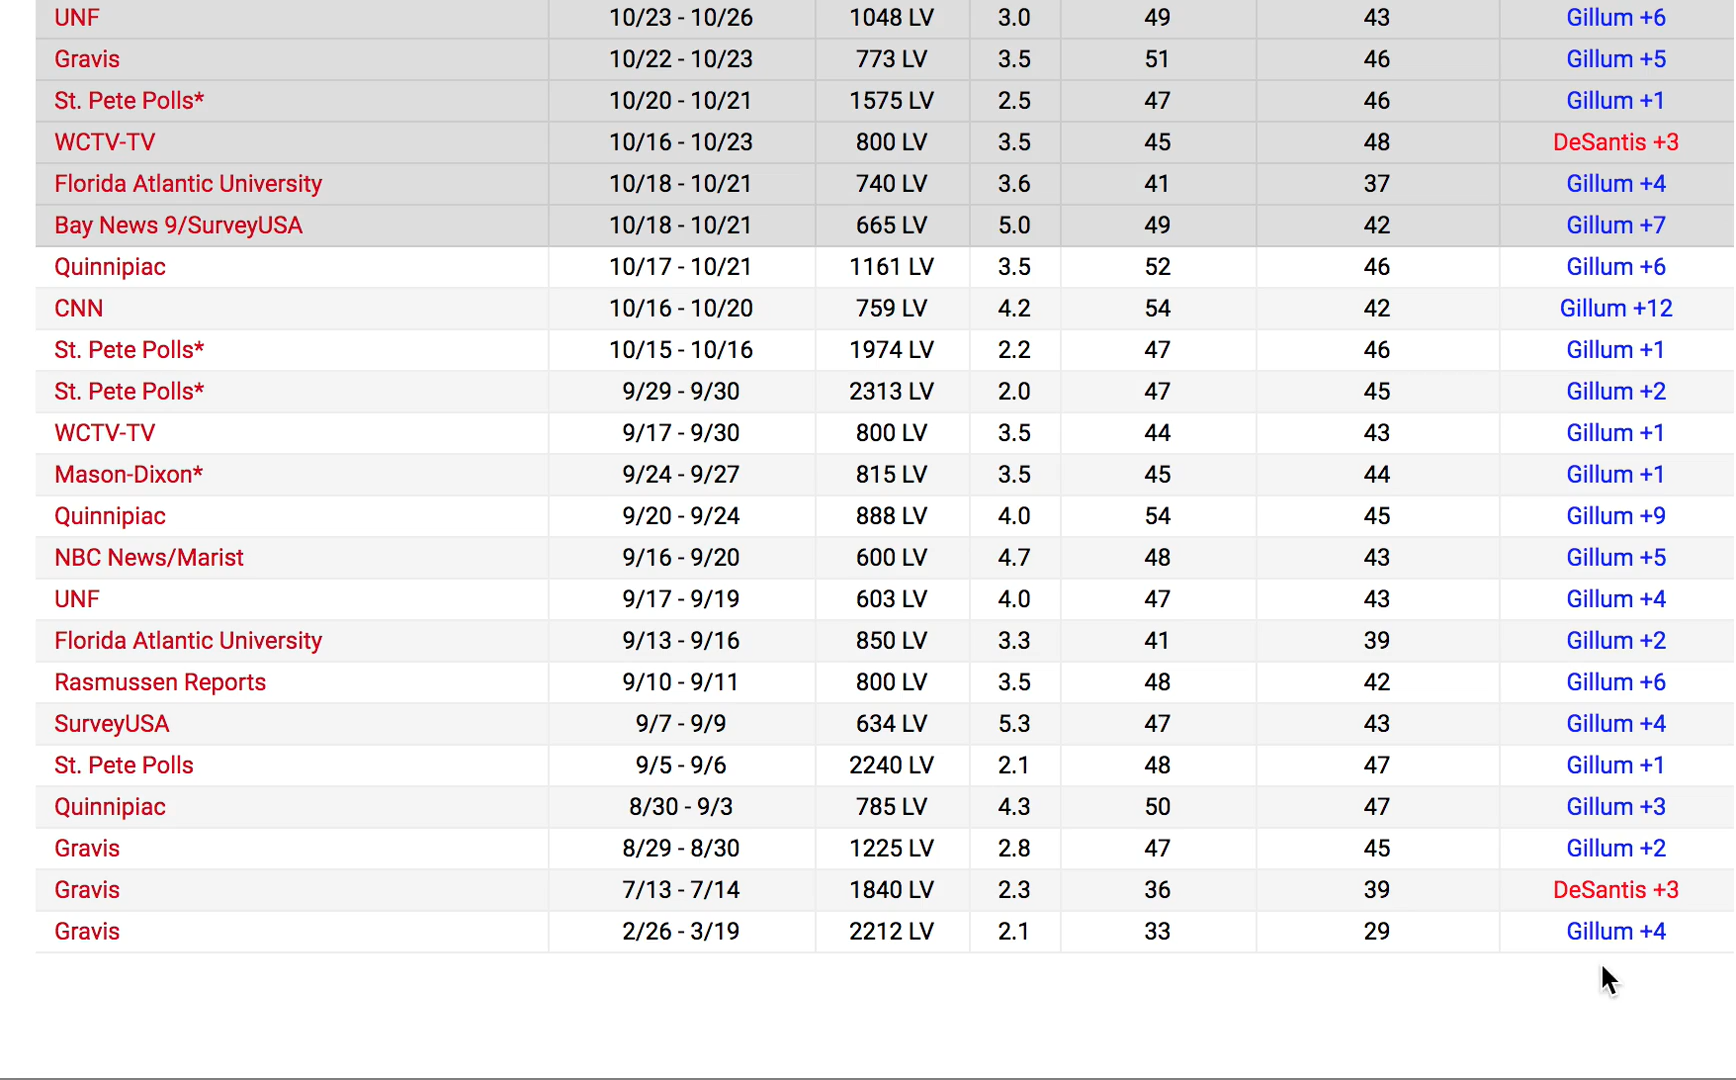 UNF 10/23 - 10/26 1048 LV 3.0 49 43 Gillum +6
Gravis 10/22 - 10/23 773 LV 3.5 51 46 Gillum +5
St. Pete Polls* 10/20 - 10/21 1575 LV 2.5 47 46 Gillum +1
WCTV-TV 10/16 - 10/23 800 LV 3.5 45 48 DeSantis +3
Florida Atlantic University 10/18 - 10/21 740 LV 3.6 41 37 Gillum +4
Bay News 9/SurveyUSA 10/18 - 10/21 665 LV 5.0 49 42 Gillum +7
Quinnipiac 10/17 - 10/21 1161 LV 3.5 52 46 Gillum +6
CNN 10/16 - 10/20 759 LV 4.2 54 42 Gillum +12
St. Pete Polls* 10/15 - 10/16 1974 LV 2.2 47 46 Gillum +1
St. Pete Polls* 9/29 - 9/30 2313 LV 2.0 47 45 Gillum +2
WCTV-TV 9/17 - 9/30 800 LV 3.5 44 43 Gillum +1
Mason-Dixon* 9/24 - 9/27 815 LV 3.5 45 44 Gillum +1
Quinnipiac 9/20 - 9/24 888 LV 4.0 54 45 Gillum +9
NBC News/Marist 9/16 - 9/20 600 LV 4.7 48 43 Gillum +5
UNF 9/17 - 9/19 603 LV 4.0 47 43 Gillum +4
Florida Atlantic University 9/13 - 9/16 850 LV 3.3 41 39 Gillum +2
Rasmussen Reports 9/10 - 9/11 800 LV 3.5 48 42 Gillum +6
SurveyUSA 9/7 - 9/9 634 LV 5.3 47 43 Gillum +4
St. Pete Polls 9/5 - 9/6 2240 LV 2.1 48 47 Gillum +1
Quinnipiac 8/30 - 9/3 785 LV 4.3 50 47 Gillum +3
Gravis 8/29 - 8/30 1225 LV 2.8 47 45 Gillum +2
Gravis 7/13 - 7/14 1840 LV 2.3 36 39 DeSantis +3
Gravis 2/26 - 3/19 2212 LV 2.1 33 29 Gillum +4